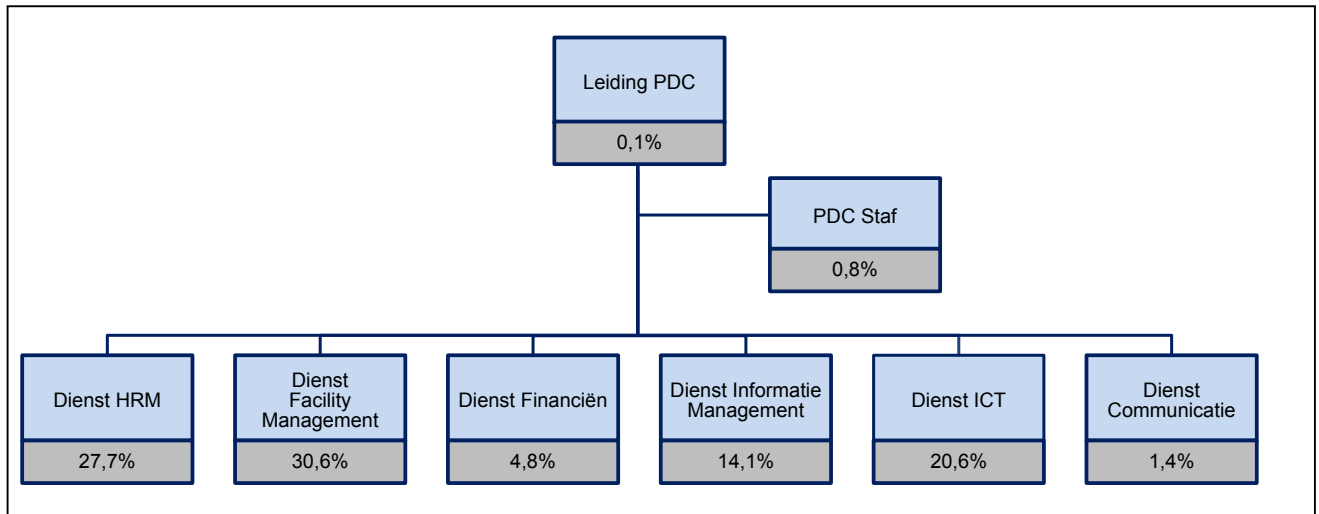 Leiding PDC
0,1%
PDC Staf
0,8%
Dienst HRM
27,7%
Dienst
Facility
Management
30,6%
Dienst Financiën
4,8%
Dienst Informatie
Management
14,1%
Dienst ICT
20,6%
Dienst
Communicatie
1,4%